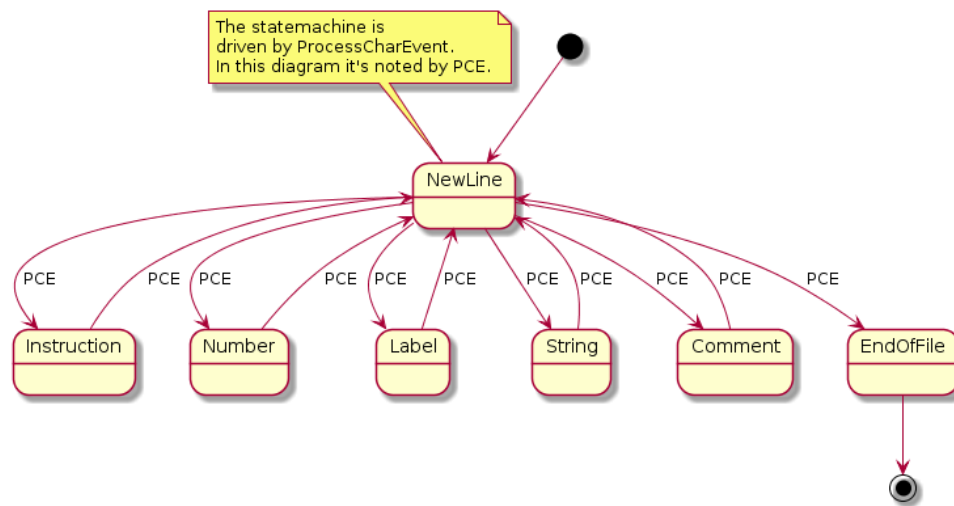 The statemachine is
driven by ProcessCharEvent.
In this diagram it's noted by PCE.
NewLine
PCE PCE PCE PCE PCE PCE PCE PCE PCE PCE PCE
Instruction Number Label String Comment EndOfFile